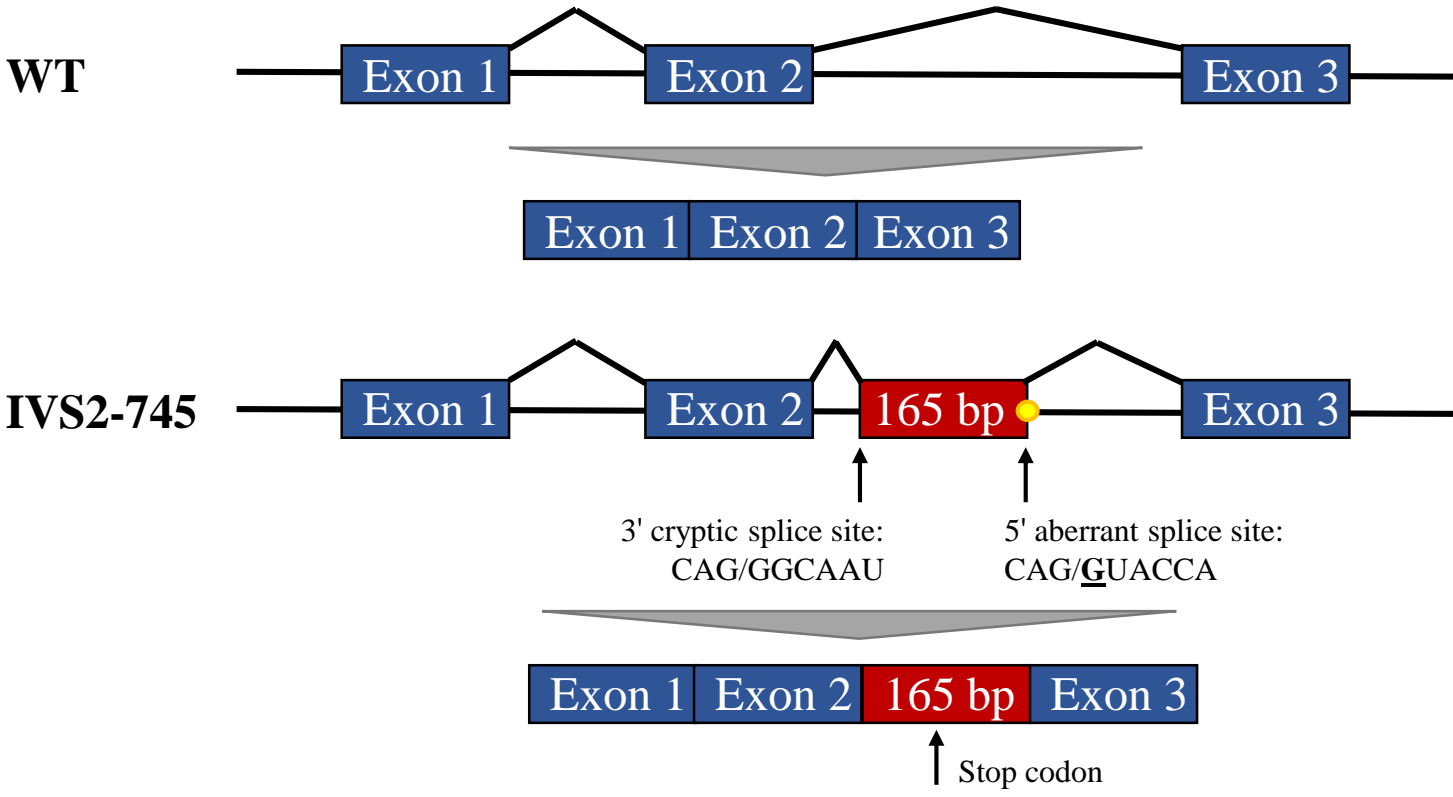 WT
Exon 1 Exon 2 Exon 3
Exon 1 Exon 2 Exon 3
IVS2-745
Exon 1 Exon 2 165 bp Exon 3
3' cryptic splice site:
CAG/GGCAAU
5' aberrant splice site:
CAG/GUACCA
Exon 1 Exon 2 165 bp Exon 3
Stop codon